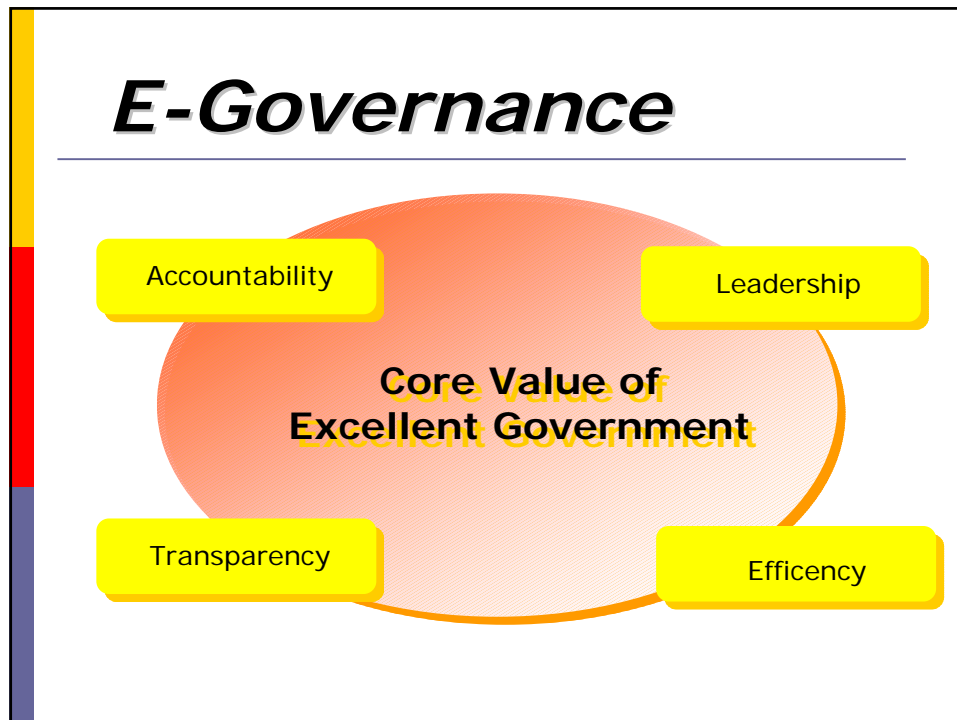 E-Governance
Accountability
Leadership
Core Value of
Excellent Government
Transparency
Efficency